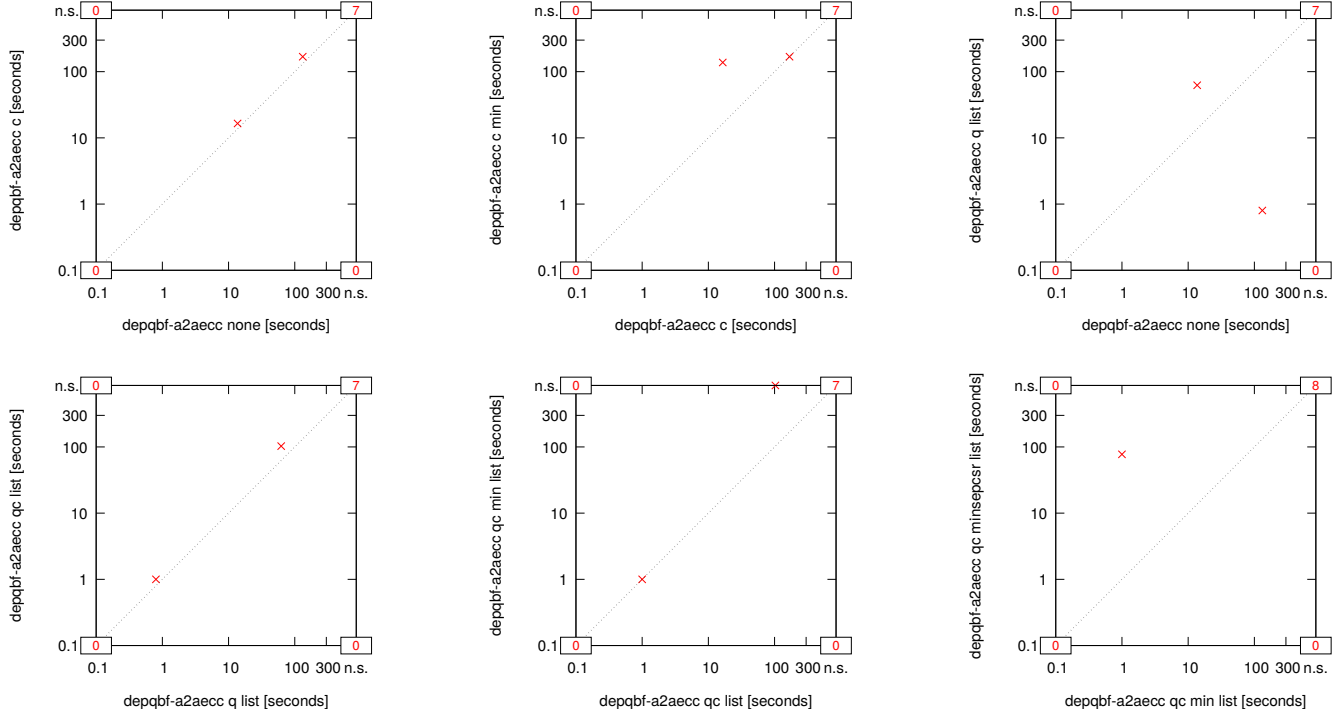 n.s. 0 7
300
100
10
1
0.1 0 0
0.1 1 10 100 300 n.s.
depqbf-a2aecc c [seconds]
depqbf-a2aecc none [seconds]
n.s. 0 7
300
100
10
1
0.1 0 0
0.1 1 10 100 300 n.s.
depqbf-a2aecc c min [seconds]
depqbf-a2aecc c [seconds]
n.s. 0 7
300
100
10
1
0.1 0 0
0.1 1 10 100 300 n.s.
depqbf-a2aecc q list [seconds]
depqbf-a2aecc none [seconds]
n.s. 0 7
300
100
10
1
0.1 0 0
0.1 1 10 100 300 n.s.
depqbf-a2aecc qc list [seconds]
depqbf-a2aecc q list [seconds]
n.s. 0 7
300
100
10
1
0.1 0 0
0.1 1 10 100 300 n.s.
depqbf-a2aecc qc min list [seconds]
depqbf-a2aecc qc list [seconds]
n.s. 0 8
300
100
10
1
0.1 0 0
0.1 1 10 100 300 n.s.
depqbf-a2aecc qc minsepcsr list [seconds]
depqbf-a2aecc qc min list [seconds]